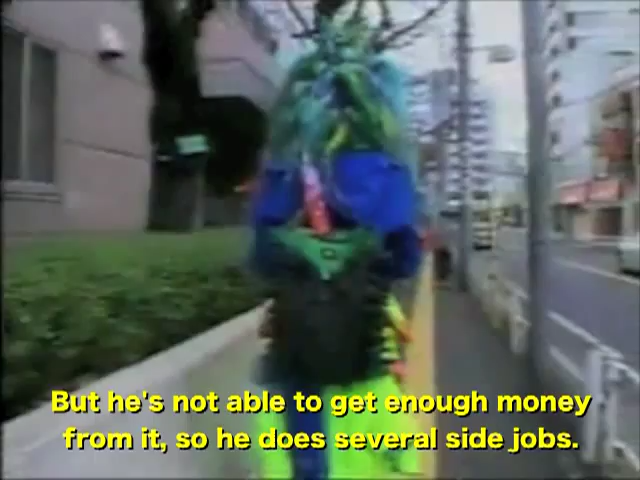 But he's not able to get enough money
from it, so he does several side jobs.